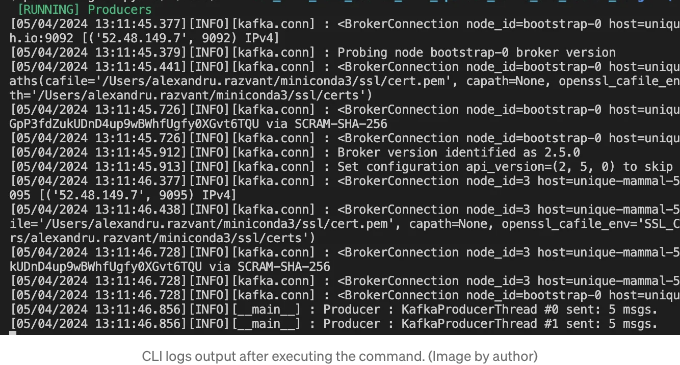 [RUNNING] Producers
[05/04/2024 13:11:45.377][INFO][kafka.conn] : <BrokerConnection node_id=bootstrap-0 host=uniqu
h.io:9092 [('52.48.149.7', 9092) IPv4]
[05/04/2024 13:11:45.379][INFO][kafka.conn] : Probing node bootstrap-0 broker version
[05/04/2024 13:11:45.441][INFO][kafka.conn] : <BrokerConnection node_id=bootstrap-0 host=uniqu
aths(cafile='/Users/alexandru.razvant/miniconda3/ssl/cert.pem', capath=None, openssl_cafile_en
th='/Users/alexandru.razvant/miniconda3/ssl/certs')
[05/04/2024 13:11:45.726][INFO][kafka.conn] : <BrokerConnection node_id=bootstrap-0 host=uniqu
GpP3fdZukUDnD4up9wBWhfUgfy0XGvt6TQU via SCRAM-SHA-256
[05/04/2024 13:11:45.726][INFO][kafka.conn] : <BrokerConnection node_id=bootstrap-0 host=uniqu
[05/04/2024 13:11:45.912][INFO][kafka.conn] : Broker version identified as 2.5.0
[05/04/2024 13:11:45.913][INFO][kafka.conn] : Set configuration api_version=(2, 5, 0) to skip
[05/04/2024 13:11:46.377][INFO][kafka.conn] : <BrokerConnection node_id=3 host=unique-mammal-5
095 [('52.48.149.7', 9095) IPv4]
[05/04/2024 13:11:46.438][INFO][kafka.conn] : <BrokerConnection node_id=3 host=unique-mammal-5
ile='/Users/alexandru.razvant/miniconda3/ssl/cert.pem', capath=None, openssl_cafile_env='SSL_C
rs/alexandru.razvant/miniconda3/ssl/certs')
[05/04/2024 13:11:46.728][INFO][kafka.conn] : <BrokerConnection node_id=3 host=unique-mammal-5
kUDnD4up9wBWhfUgfy0XGvt6TQU via SCRAM-SHA-256
[05/04/2024 13:11:46.728][INFO][kafka.conn] : <BrokerConnection node_id=3 host=unique-mammal-5
[05/04/2024 13:11:46.728][INFO][kafka.conn] : <BrokerConnection node_id=bootstrap-0 host=uniqu
[05/04/2024 13:11:46.856][INFO][__main__] : Producer : KafkaProducerThread #0 sent: 5 msgs.
[05/04/2024 13:11:46.856][INFO][__main__] : Producer : KafkaProducerThread #1 sent: 5 msgs.
CLI logs output after executing the command. (Image by author)